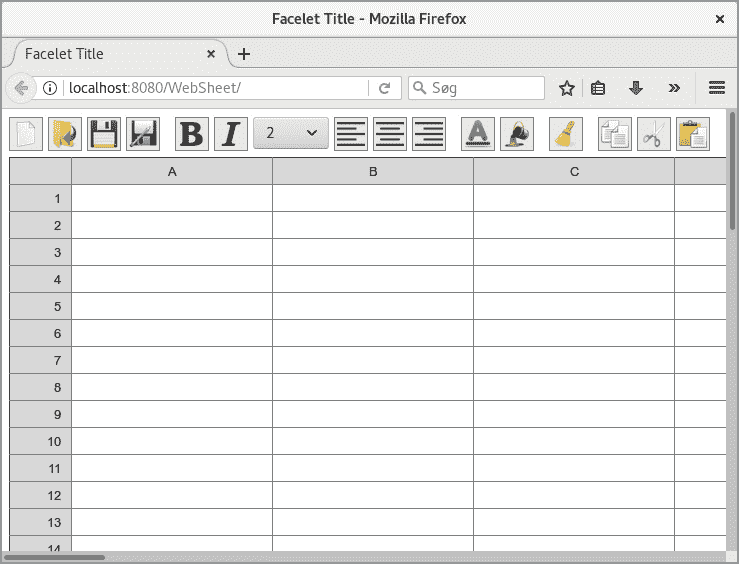 Facelet Title - Mozilla Firefox
Facelet Title
localhost:8080/WebSheet/
Søg
B I 2 A
A B C
1
2
3
4
5
6
7
8
9
10
11
12
13
14